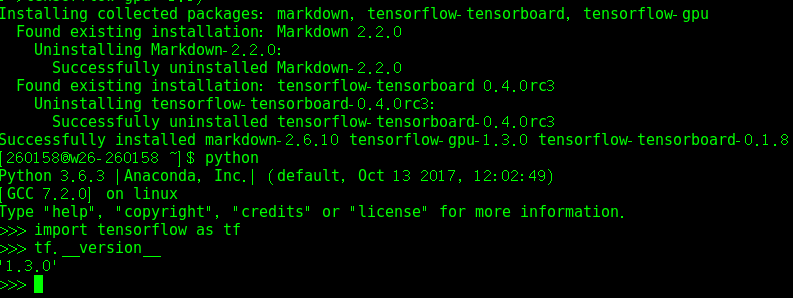 Installing collected packages: markdown, tensorflow-tensorboard, tensorflow-gpu
Found existing installation: Markdown 2.2.0
Uninstalling Markdown-2.2.0:
Successfully uninstalled Markdown-2.2.0
Found existing installation: tensorflow-tensorboard 0.4.0rc3
Uninstalling tensorflow-tensorboard-0.4.0rc3:
Successfully uninstalled tensorflow-tensorboard-0.4.0rc3
Successfully installed markdown-2.6.10 tensorflow-gpu-1.3.0 tensorflow-tensorboard-0.1.8
[260158@w26-260158 ~]$ python
Python 3.6.3 |Anaconda, Inc.| (default, Oct 13 2017, 12:02:49)
[GCC 7.2.0] on linux
Type "help", "copyright", "credits" or "license" for more information.
>>> import tensorflow as tf
>>> tf.__version__
'1.3.0'
>>>